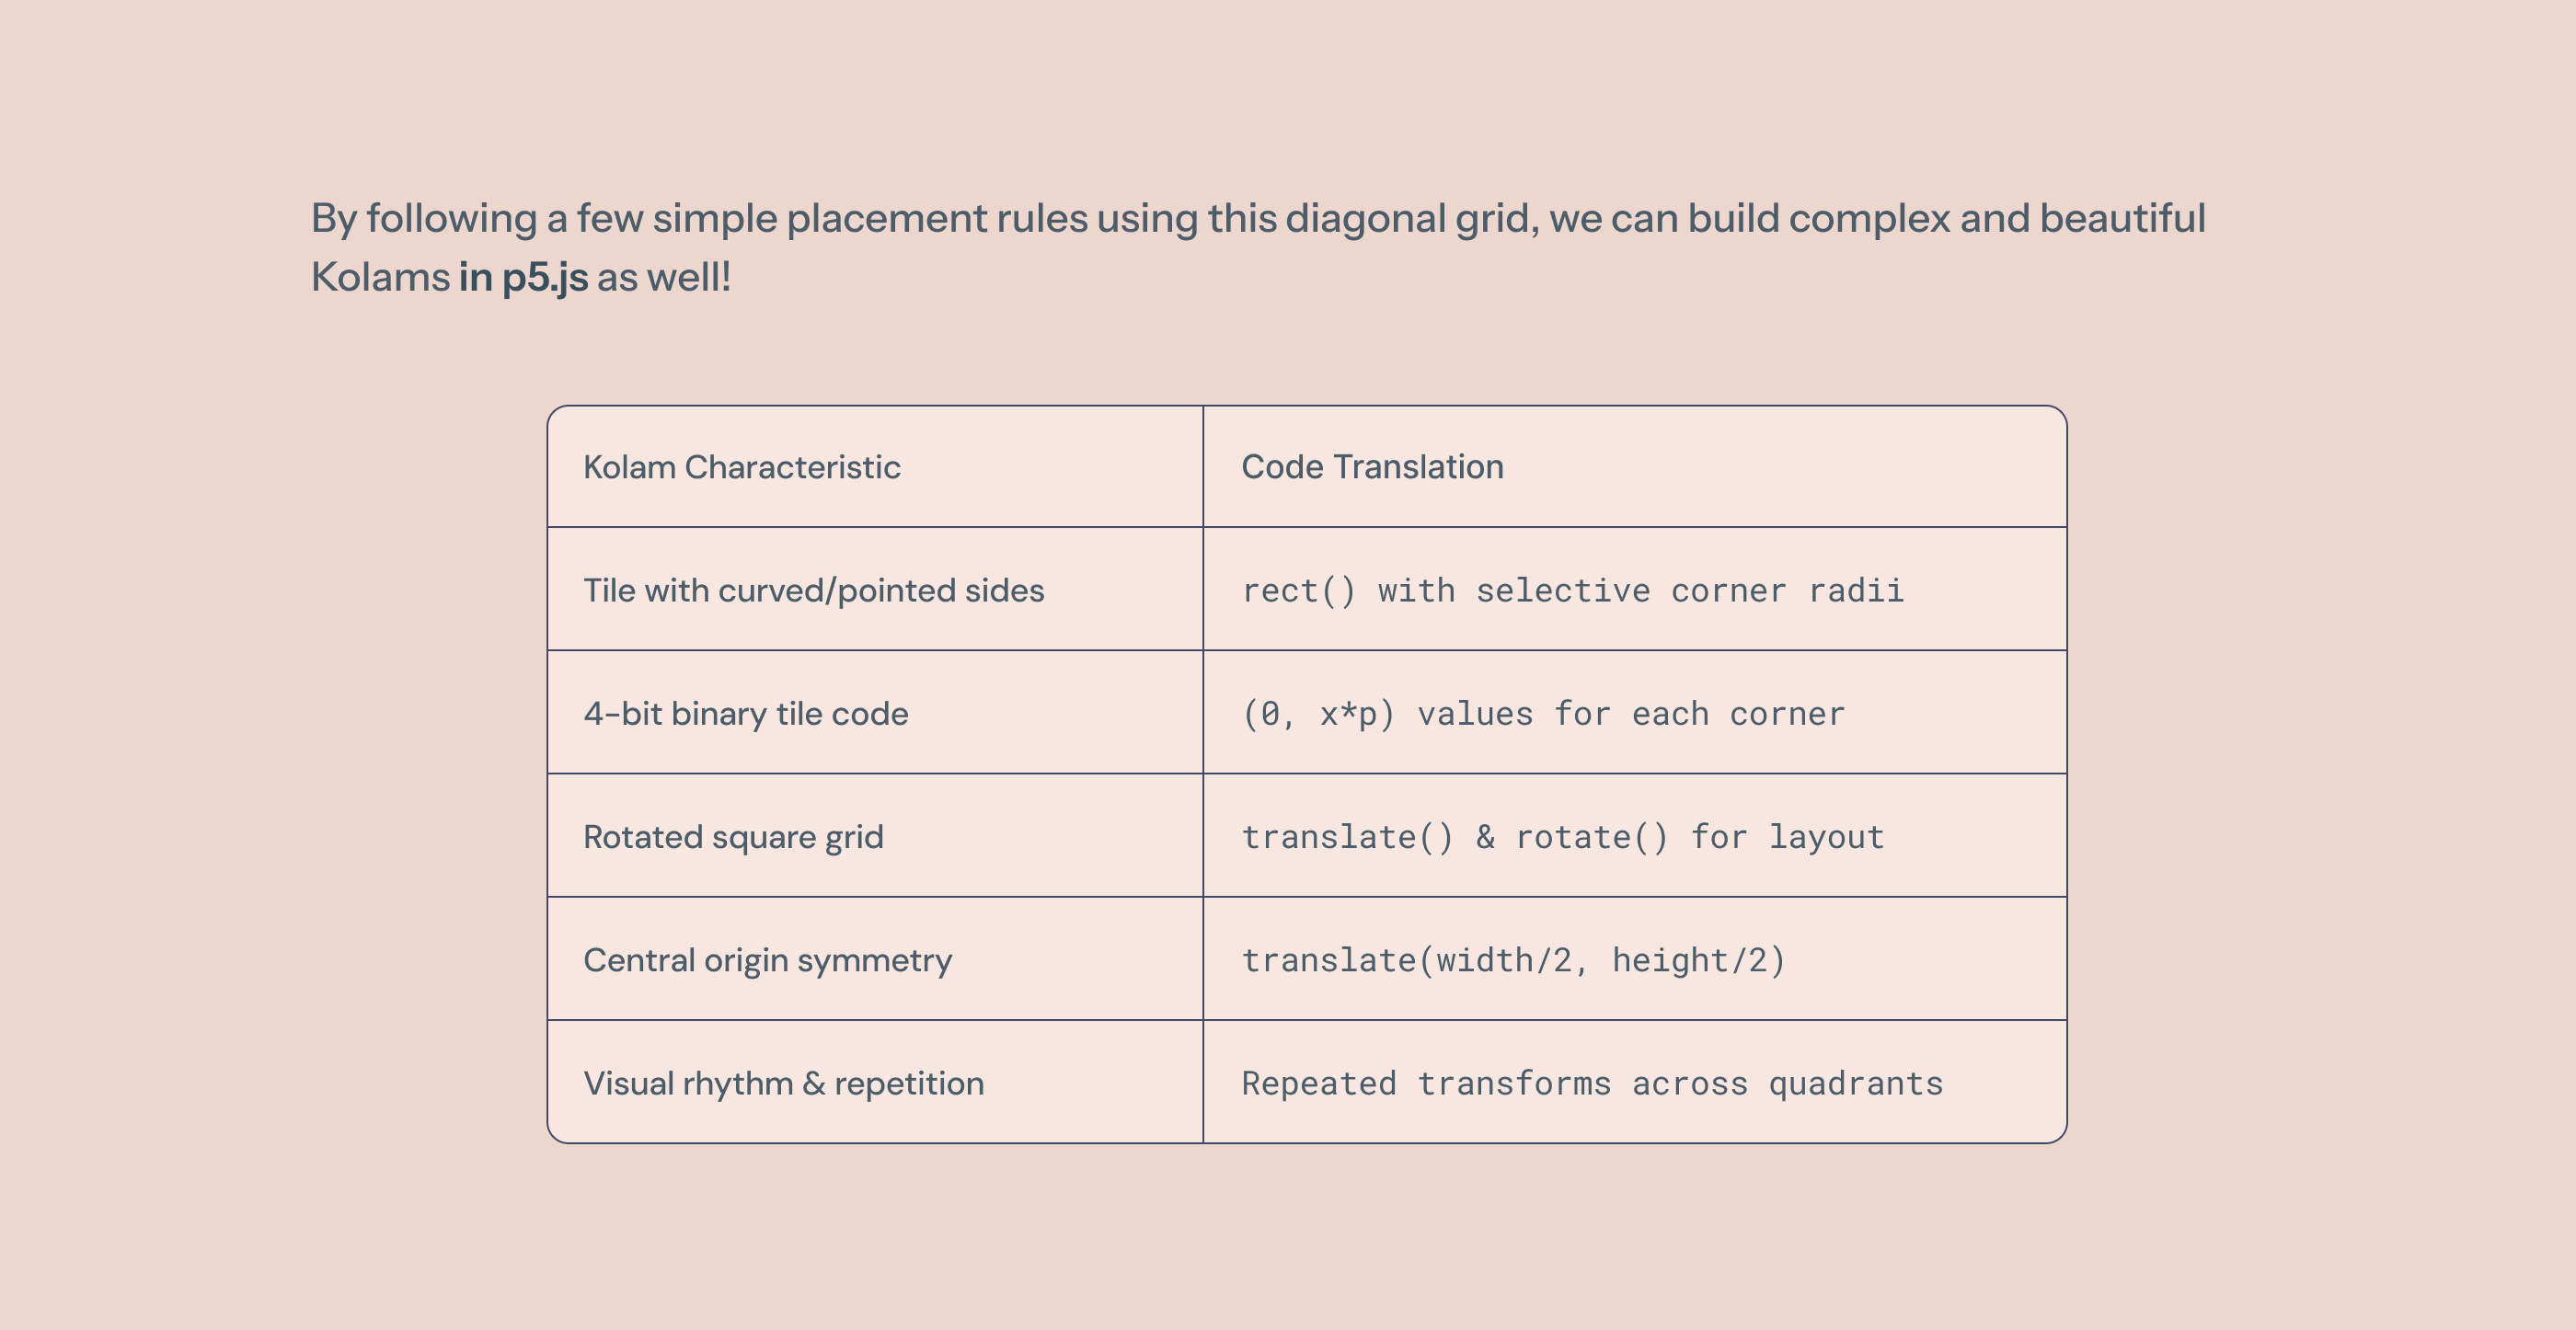 By following a few simple placement rules using this diagonal grid, we can build complex and beautiful
Kolams in p5.js as well!
Kolam Characteristic
Code Translation
Tile with curved/pointed sides
rect() with selective corner radii
4-bit binary tile code
(0, x*p) values for each corner
Rotated square grid
translate() & rotate() for layout
Central origin symmetry
translate(width/2, height/2)
Visual rhythm & repetition
Repeated transforms across quadrants